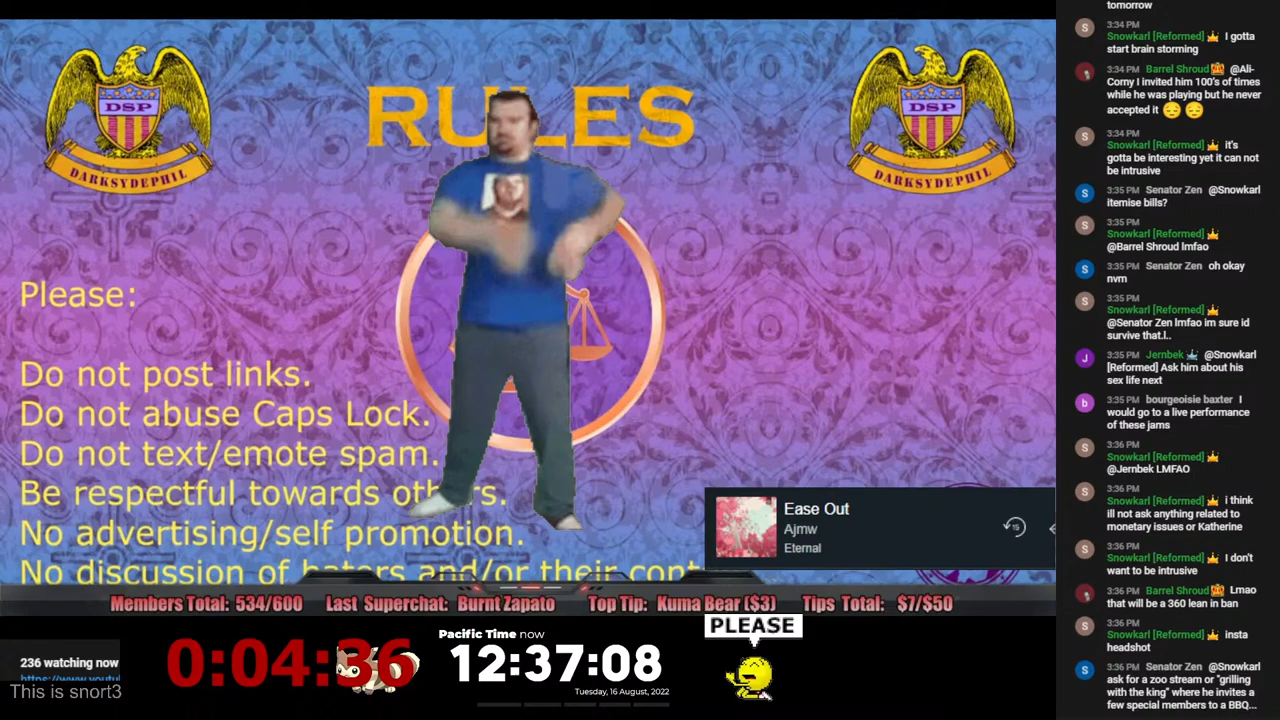 DSP
DARKSYDEPHIL
RULES
DSP
DARKSYDEPHIL
Please:
Do not post links.
Do not abuse Caps Lock.
Do not text/emote spam.
Be respectful towards others.
No advertising/self promotion.
No discussion of haters and/or their cont
Ease Out
Ajmw
Eternal
15
Members Total: 534/600
Last Superchat: Burnt Zapato
Top Tip: Kuma Bear ($3)
Tips Total: $7/$50
PLEASE
236 watching now
https://www.youtu
This is snort3
0:04:36
Pacific Time now
12:37:08
Tuesday, 16 August, 2022
tomorrow
S
3:34 PM
Snowkarl [Reformed] I gotta
start brain storming
3:34 PM Barrel Shroud @Ali-
Corny I invited him 100's of times
while he was playing but he never
accepted it
S
3:34 PM
Snowkarl [Reformed] it's
gotta be interesting yet it can not
be intrusive
S
3:35 PM Senator Zen @Snowkarl
itemise bills?
S
3:35 PM
Snowkarl [Reformed]
@Barrel Shroud lmfao
S
3:35 PM Senator Zen oh okay
nvm
S
3:35 PM
Snowkarl [Reformed]
@Senator Zen lmfao im sure id
survive that.l..
J
3:35 PM Jernbek @Snowkarl
[Reformed] Ask him about his
sex life next
b
3:35 PM bourgeoisie baxter I
would go to a live performance
of these jams
S
3:36 PM
Snowkarl [Reformed]
@Jernbek LMFAO
S
3:36 PM
Snowkarl [Reformed] i think
ill not ask anything related to
monetary issues or Katherine
S
3:36 PM
Snowkarl [Reformed] I don't
want to be intrusive
3:36 PM Barrel Shroud Lmao
that will be a 360 lean in ban
S
3:36 PM
Snowkarl [Reformed] insta
headshot
S
3:36 PM Senator Zen @Snowkarl
ask for a zoo stream or "grilling
with the king" where he invites a
few special members to a BBQ...